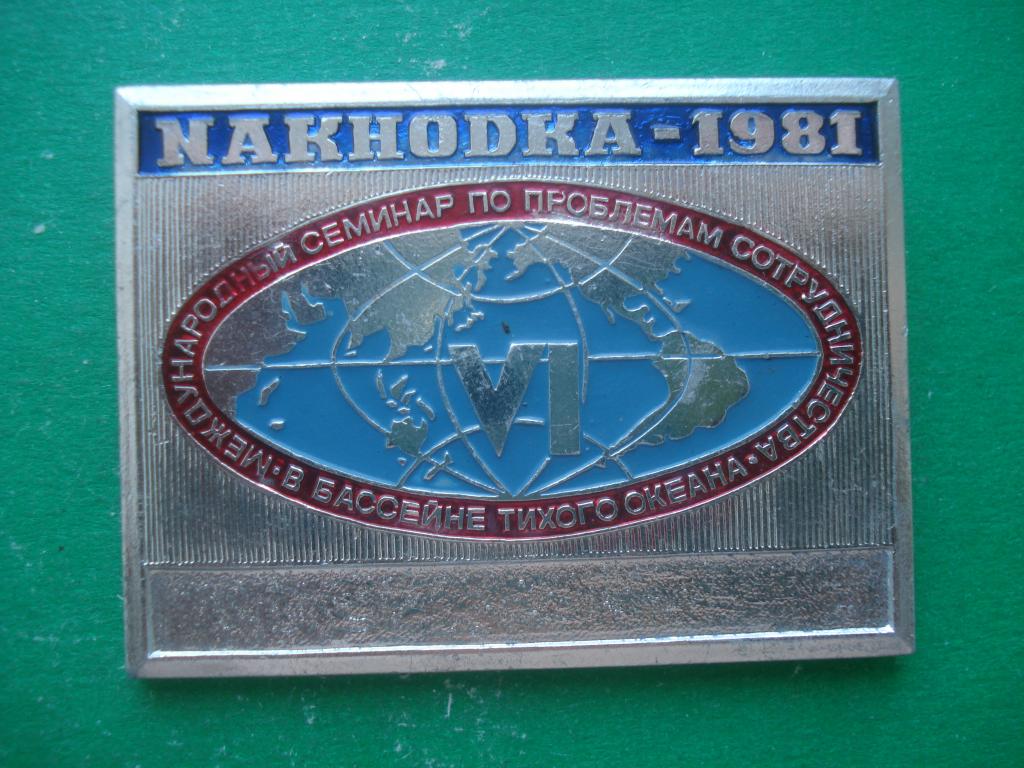 NAKHODKA - 1981
МЕЖДУНАРОДНЫЙ СЕМИНАР ПО ПРОБЛЕМАМ СОТРУДНИЧЕСТВА •
В БАССЕЙНЕ ТИХОГО ОКЕАНА •
VI